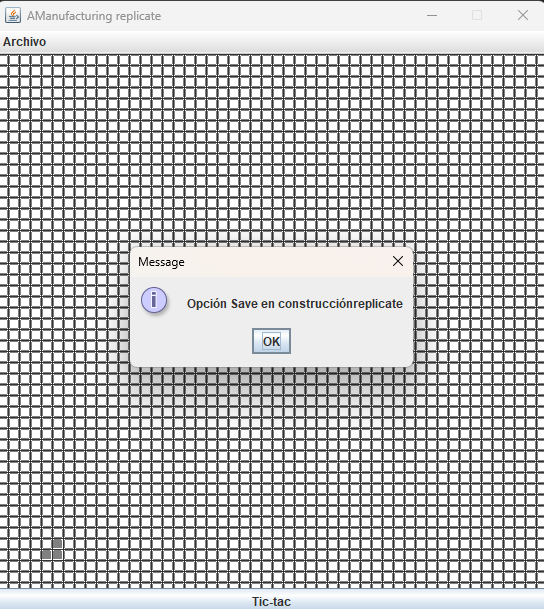 AManufacturing replicate
Archivo
Message
i
Opción Save en construcciónreplicate
OK
Tic-tac